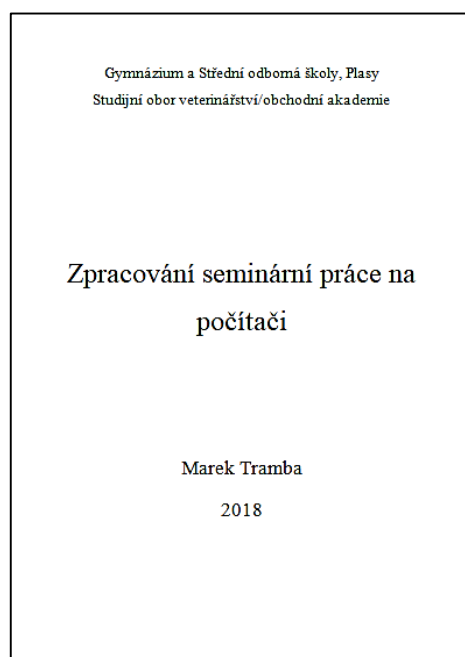 Gymnázium a Střední odborná školy, Plasy
Studijní obor veterinářství/obchodní akademie
Zpracování seminární práce na
počítači
Marek Tramba
2018